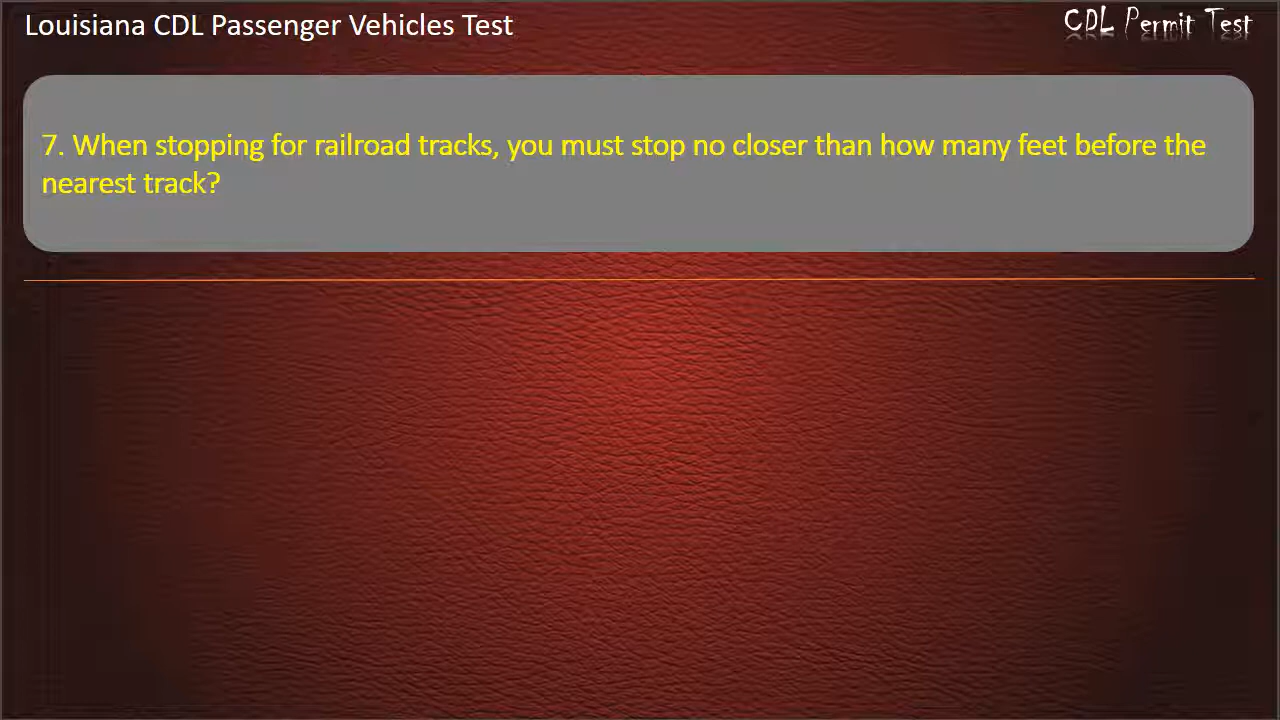 Louisiana CDL Passenger Vehicles Test
CDL Permit Test
7. When stopping for railroad tracks, you must stop no closer than how many feet before the
nearest track?